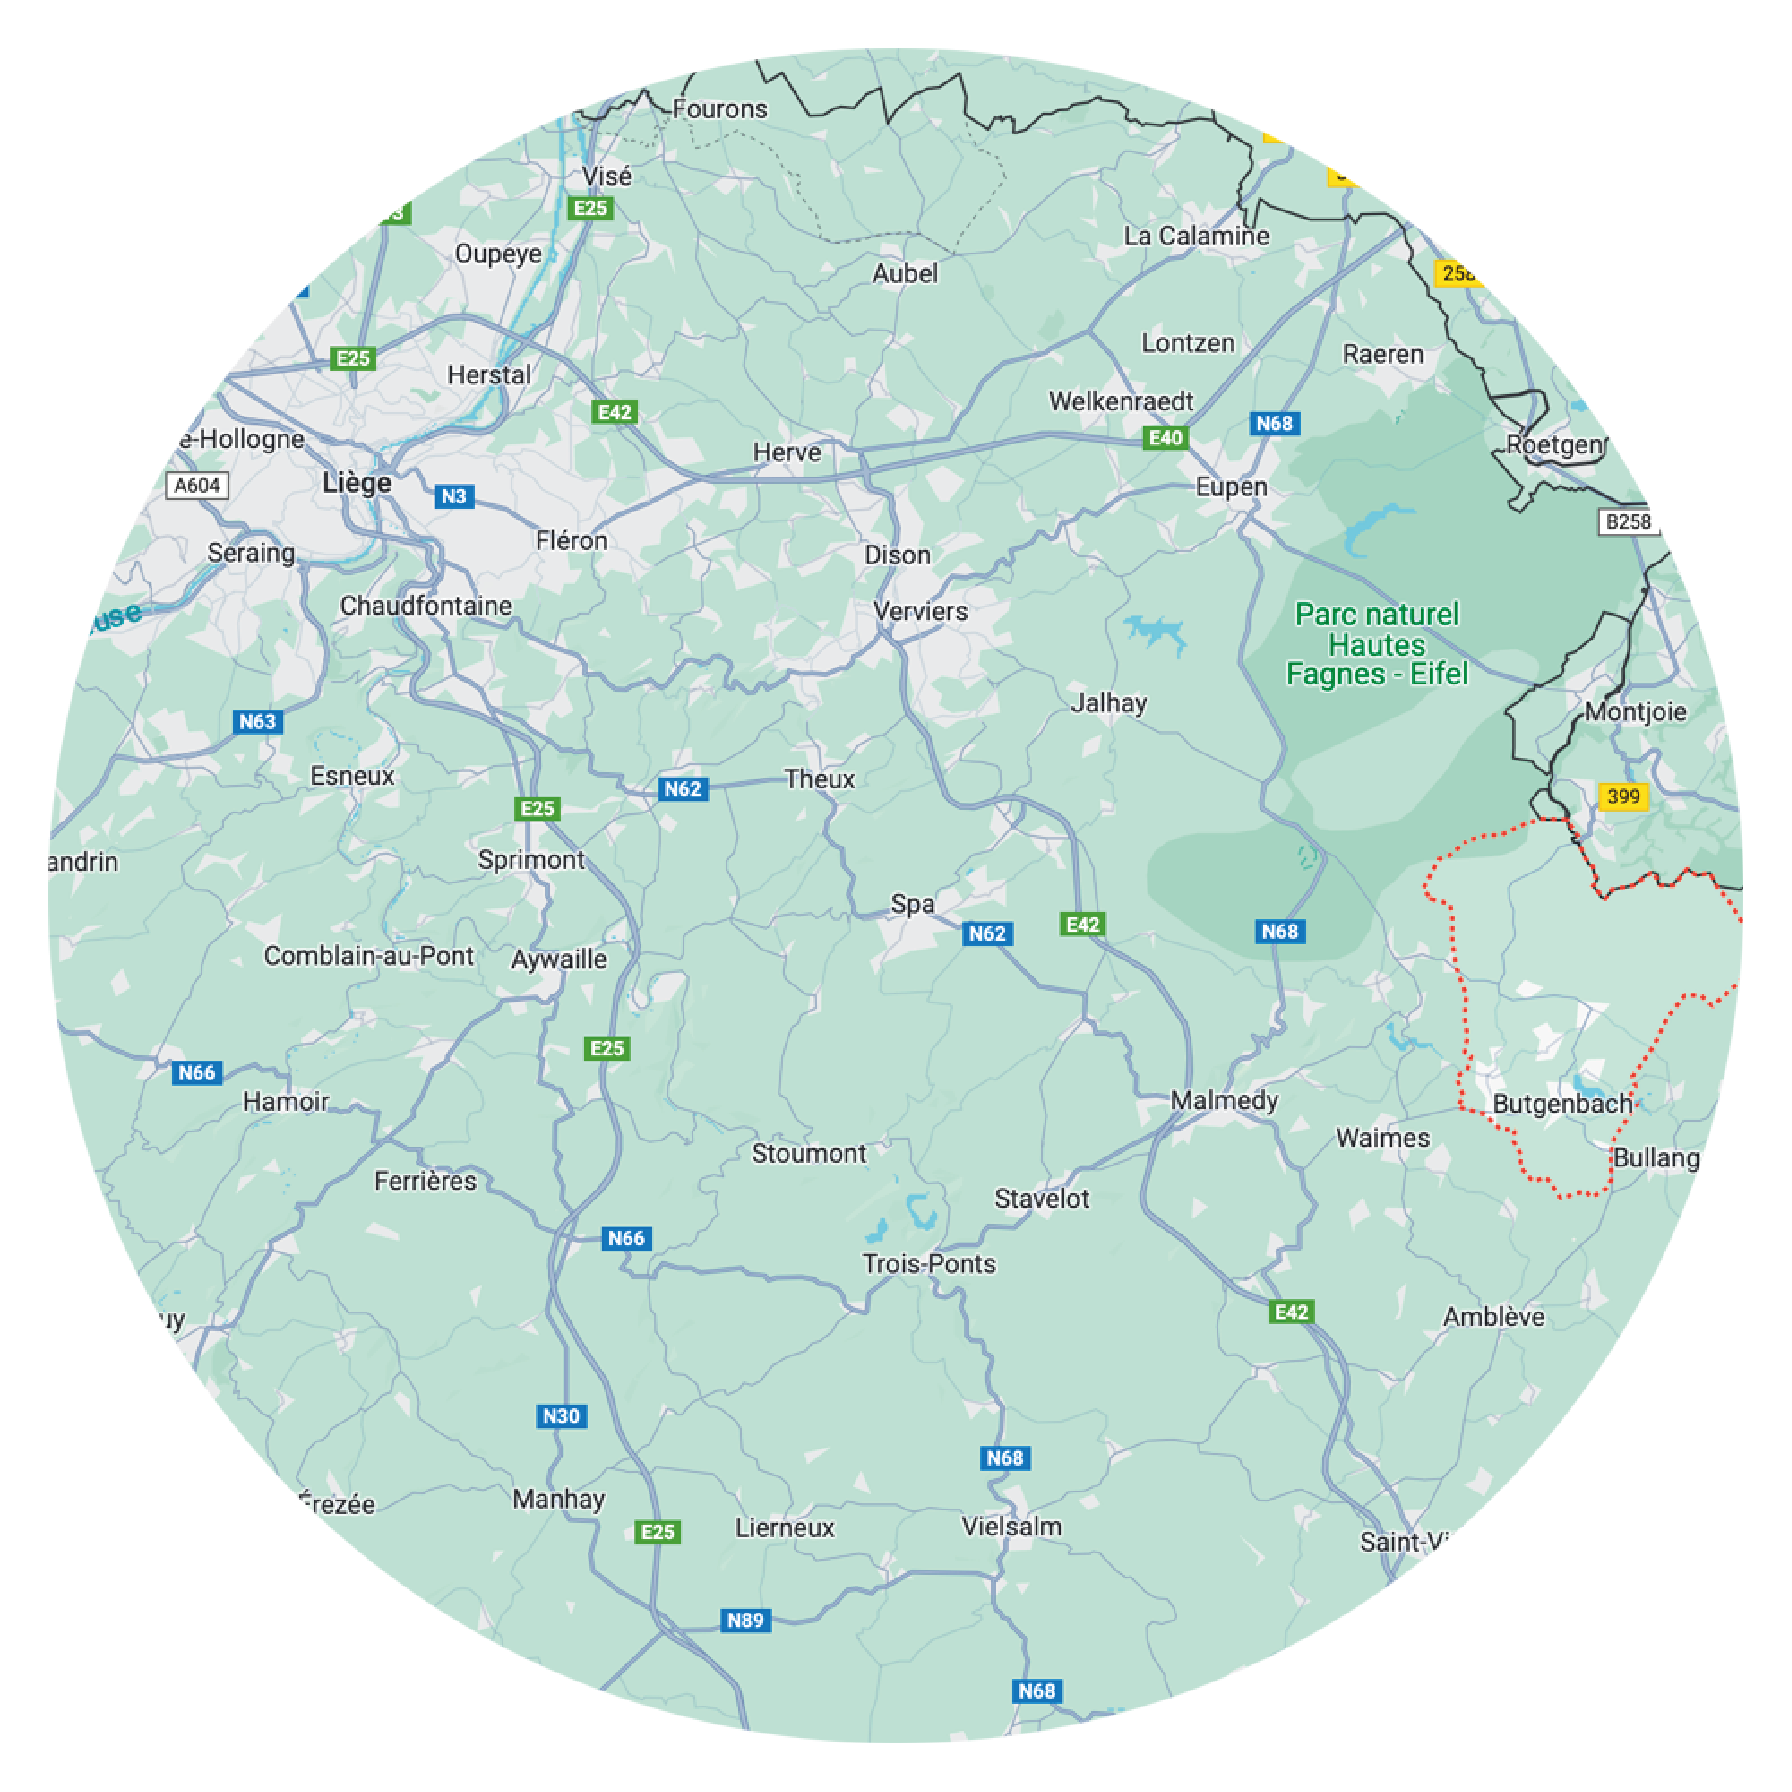 Fourons
Visé
E25
Oupeye
La Calamine
Aubel
258
E25
Lontzen
Raeren
Herstal
Welkenraedt
E42
N68
E40
e-Hollogne
Herve
Roetgen
A604
Liège
N3
Eupen
B258
Seraing
Fléron
Dison
Chaudfontaine
Verviers
Parc naturel
Hautes
Fagnes - Eifel
use
N63
Jalhay
Montjoie
Esneux
N62
Theux
399
E25
andrin
Sprimont
Spa
N62
E42
N68
Comblain-au-Pont
Aywaille
E25
N66
Hamoir
Malmedy
Butgenbach
Waimes
Stoumont
Bullang
Ferrières
Stavelot
N66
Trois-Ponts
uy
E42
Amblève
N30
N68
Érezée
Manhay
E25
Lierneux
Vielsalm
Saint-Vi
N89
N68